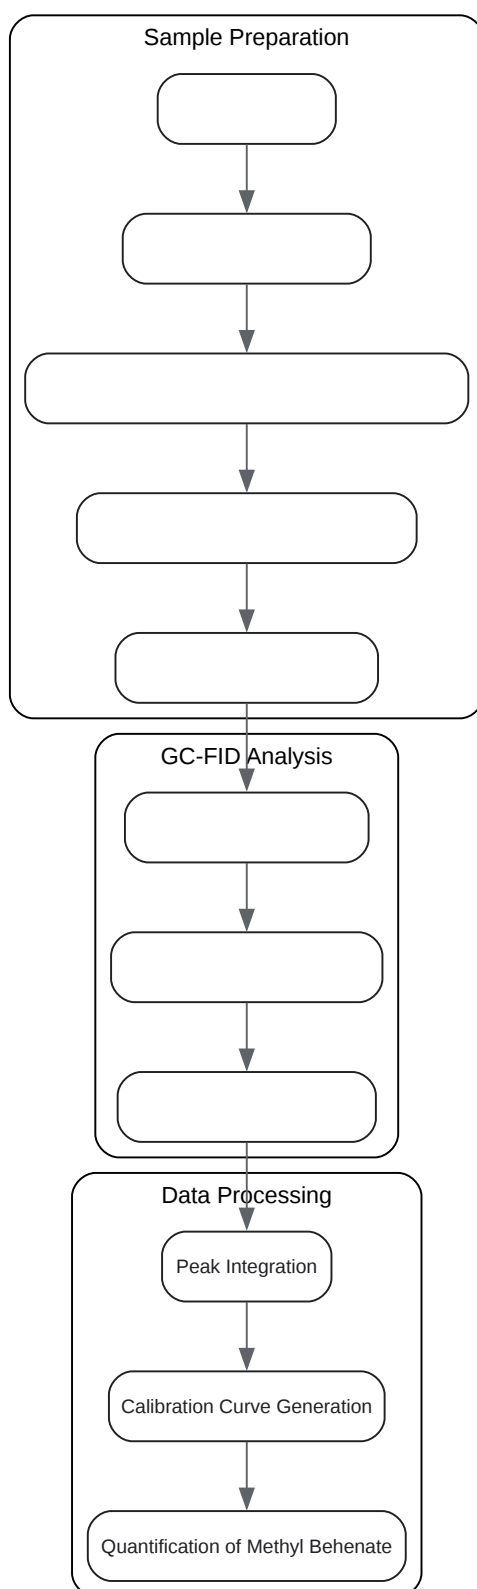 Sample Preparation
GC-FID Analysis
Data Processing
Peak Integration
Calibration Curve Generation
Quantification of Methyl Behenate